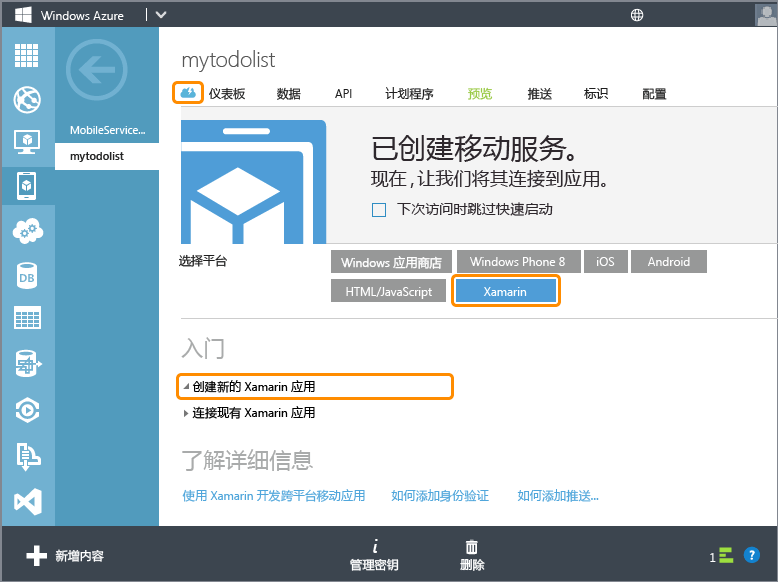 Windows Azure
mytodolist
仪表板 数据 API 计划程序 预览 推送 标识 配置
MobileService...
mytodolist
已创建移动服务。
现在,让我们将其连接到应用。
下次访问时跳过快速启动
选择平台
Windows 应用商店 Windows Phone 8 iOS Android
HTML/JavaScript Xamarin
入门
创建新的 Xamarin 应用
连接现有 Xamarin 应用
了解详细信息
使用 Xamarin 开发跨平台移动应用 如何添加身份验证 如何添加推送...
DB
新增内容
管理密钥
删除
1
?